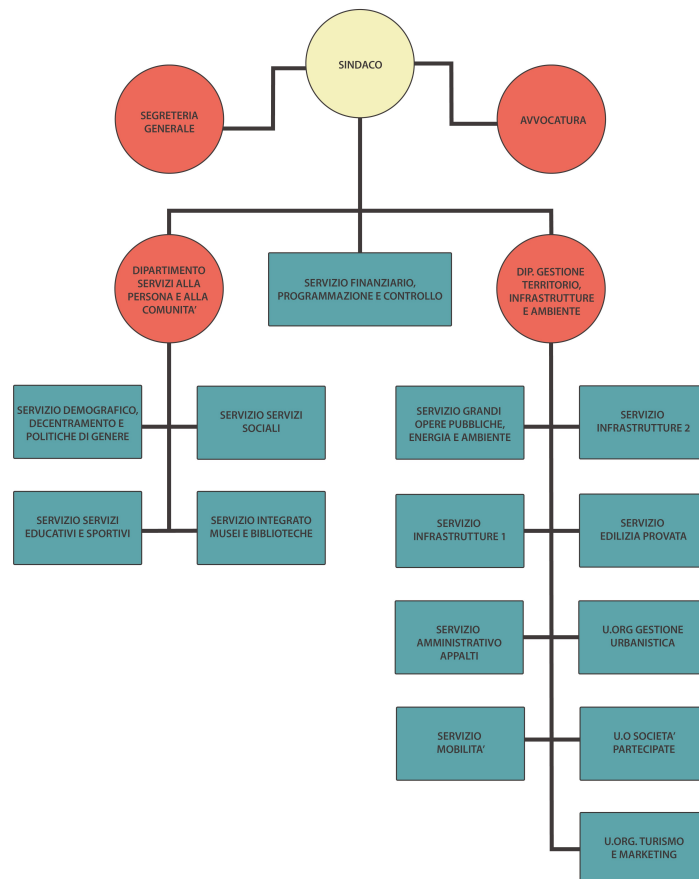 SINDACO
SEGRETERIA
GENERALE
AVVOCATURA
DIPARTIMENTO
SERVIZI ALLA
PERSONA E ALLA
COMUNITA’
SERVIZIO FINANZIARIO,
PROGRAMMAZIONE E CONTROLLO
DIP. GESTIONE
TERRITORIO,
INFRASTRUTTURE
E AMBIENTE
SERVIZIO DEMOGRAFICO,
DECENTRAMENTO E
POLITICHE DI GENERE
SERVIZIO SERVIZI
SOCIALI
SERVIZIO GRANDI
OPERE PUBBLICHE,
ENERGIA E AMBIENTE
SERVIZIO
INFRASTRUTTURE 2
SERVIZIO SERVIZI
EDUCATIVI E SPORTIVI
SERVIZIO INTEGRATO
MUSEI E BIBLIOTECHE
SERVIZIO
INFRASTRUTTURE 1
SERVIZIO
EDILIZIA PROVATA
SERVIZIO
AMMINISTRATIVO
APPALTI
U.ORG GESTIONE
URBANISTICA
SERVIZIO
MOBILITA’
U.O SOCIETA’
PARTECIPATE
U.ORG. TURISMO
E MARKETING